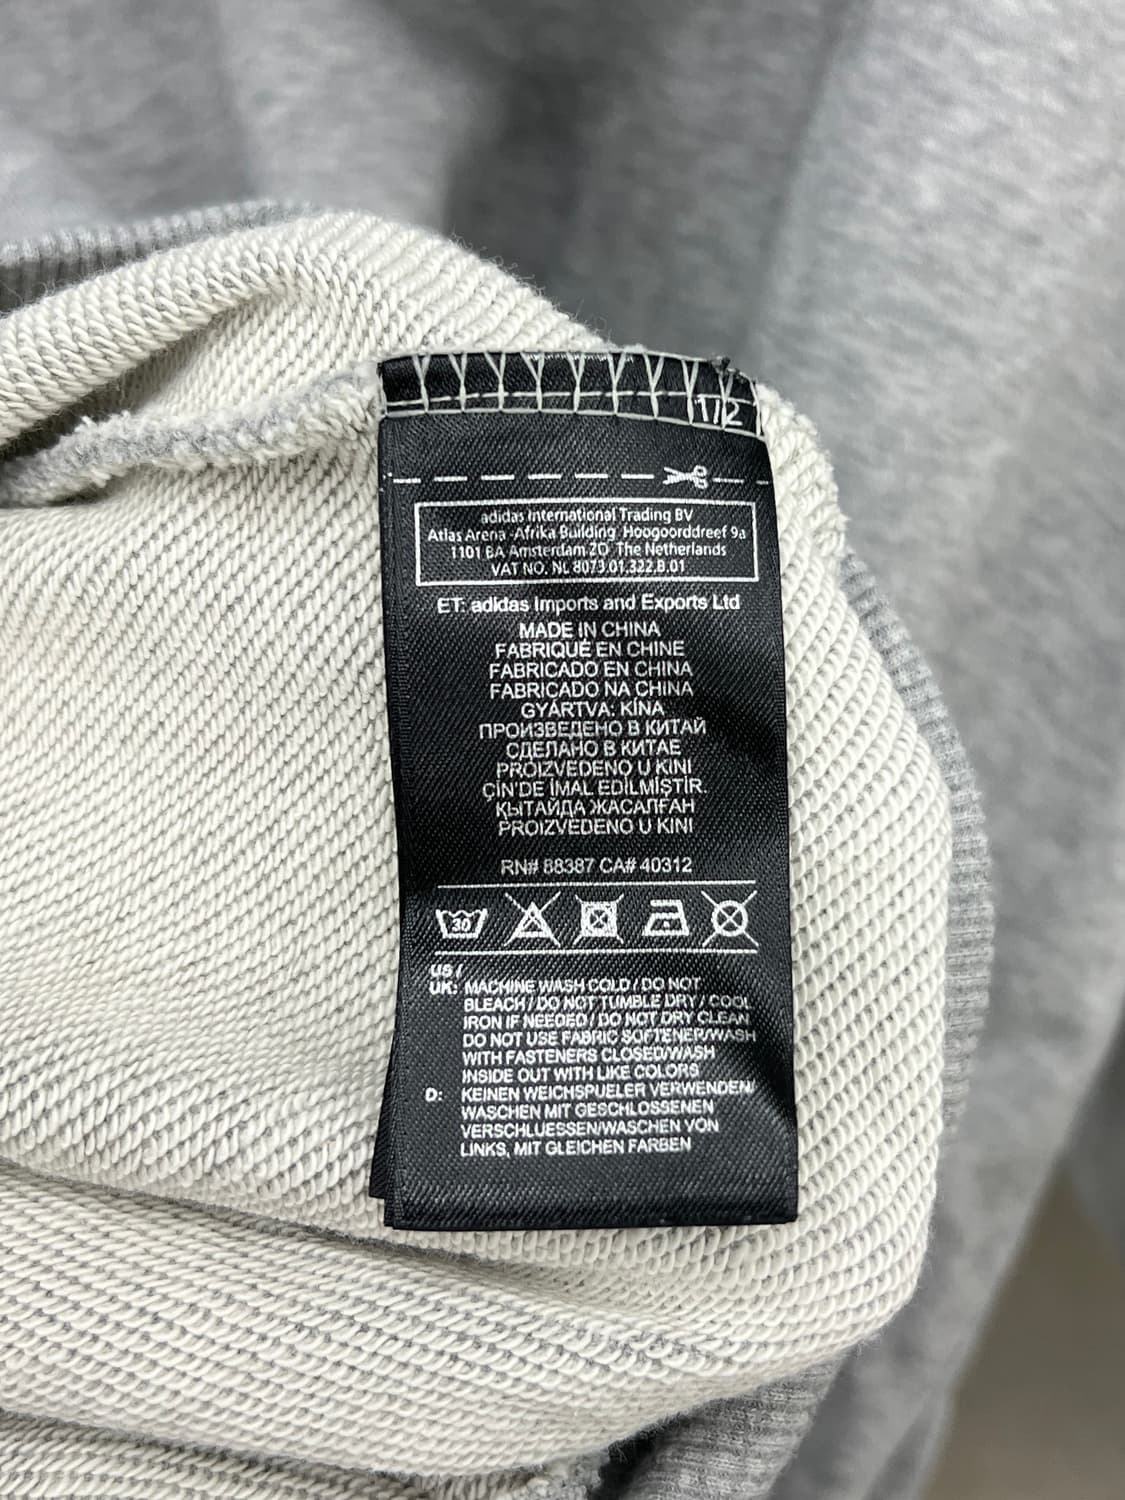 1/2
adidas International Trading BV
Atlas Arena -Afrika Building, Hoogoorddreef 9a
1101 BA Amsterdam ZO, The Netherlands
VAT NO. NL 8073.01.322.B.01
ET: adidas Imports and Exports Ltd
MADE IN CHINA
FABRIQUÉ EN CHINE
FABRICADO EN CHINA
FABRICADO NA CHINA
GYÁRTVA: KÍNA
ПРОИЗВЕДЕНО В КИТАЙ
СДЕЛАНО В КИТАЕ
PROIZVEDENO U KINI
ÇİN'DE İMAL EDİLMİŞTİR.
ҚЫТАЙДА ЖАСАЛҒАН
PROIZVEDENO U KINI
RN# 88387 CA# 40312
30
US /
UK: MACHINE WASH COLD / DO NOT
BLEACH / DO NOT TUMBLE DRY / COOL
IRON IF NEEDED / DO NOT DRY CLEAN
DO NOT USE FABRIC SOFTENER/WASH
WITH FASTENERS CLOSED/WASH
INSIDE OUT WITH LIKE COLORS
D: KEINEN WEICHSPUELER VERWENDEN/
WASCHEN MIT GESCHLOSSENEN
VERSCHLUESSEN/WASCHEN VON
LINKS, MIT GLEICHEN FARBEN